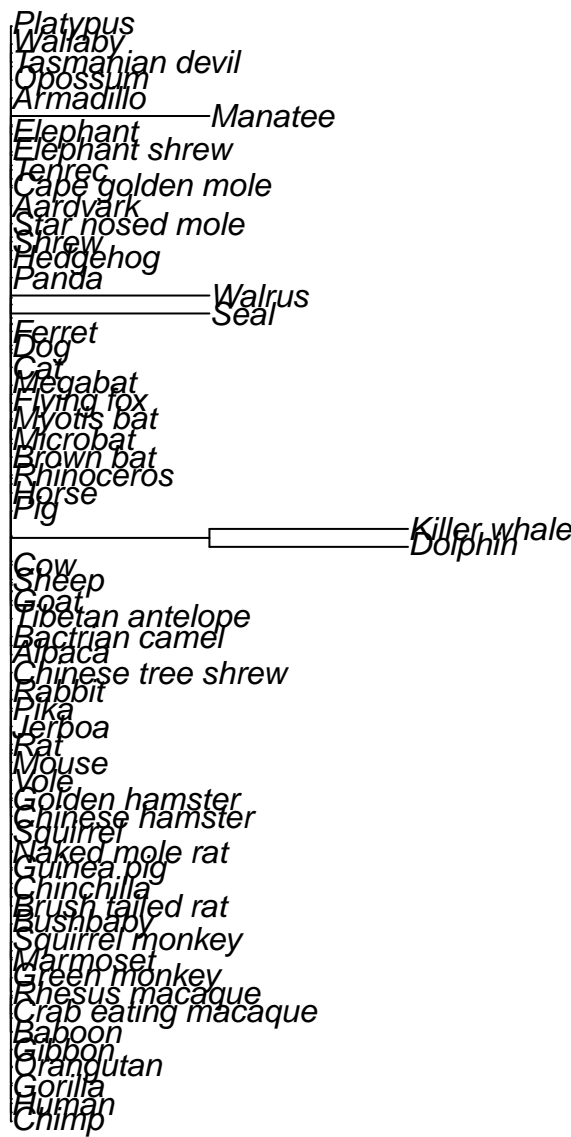 Platypus
Wallaby
Tasmanian devil
Opossum
Armadillo
Manatee
Elephant
Elephant shrew
Tenrec
Cape golden mole
Aardvark
Star nosed mole
Shrew
Hedgehog
Panda
Walrus
Seal
Ferret
Dog
Cat
Megabat
Flying fox
Myotis bat
Microbat
Brown bat
Rhinoceros
Horse
Pig
Killer whale
Dolphin
Cow
Sheep
Goat
Tibetan antelope
Bactrian camel
Alpaca
Chinese tree shrew
Rabbit
Pika
Jerboa
Rat
Mouse
Vole
Golden hamster
Chinese hamster
Squirrel
Naked mole rat
Guinea pig
Chinchilla
Brush tailed rat
Bushbaby
Squirrel monkey
Marmoset
Green monkey
Rhesus macaque
Crab eating macaque
Baboon
Gibbon
Orangutan
Gorilla
Human
Chimp